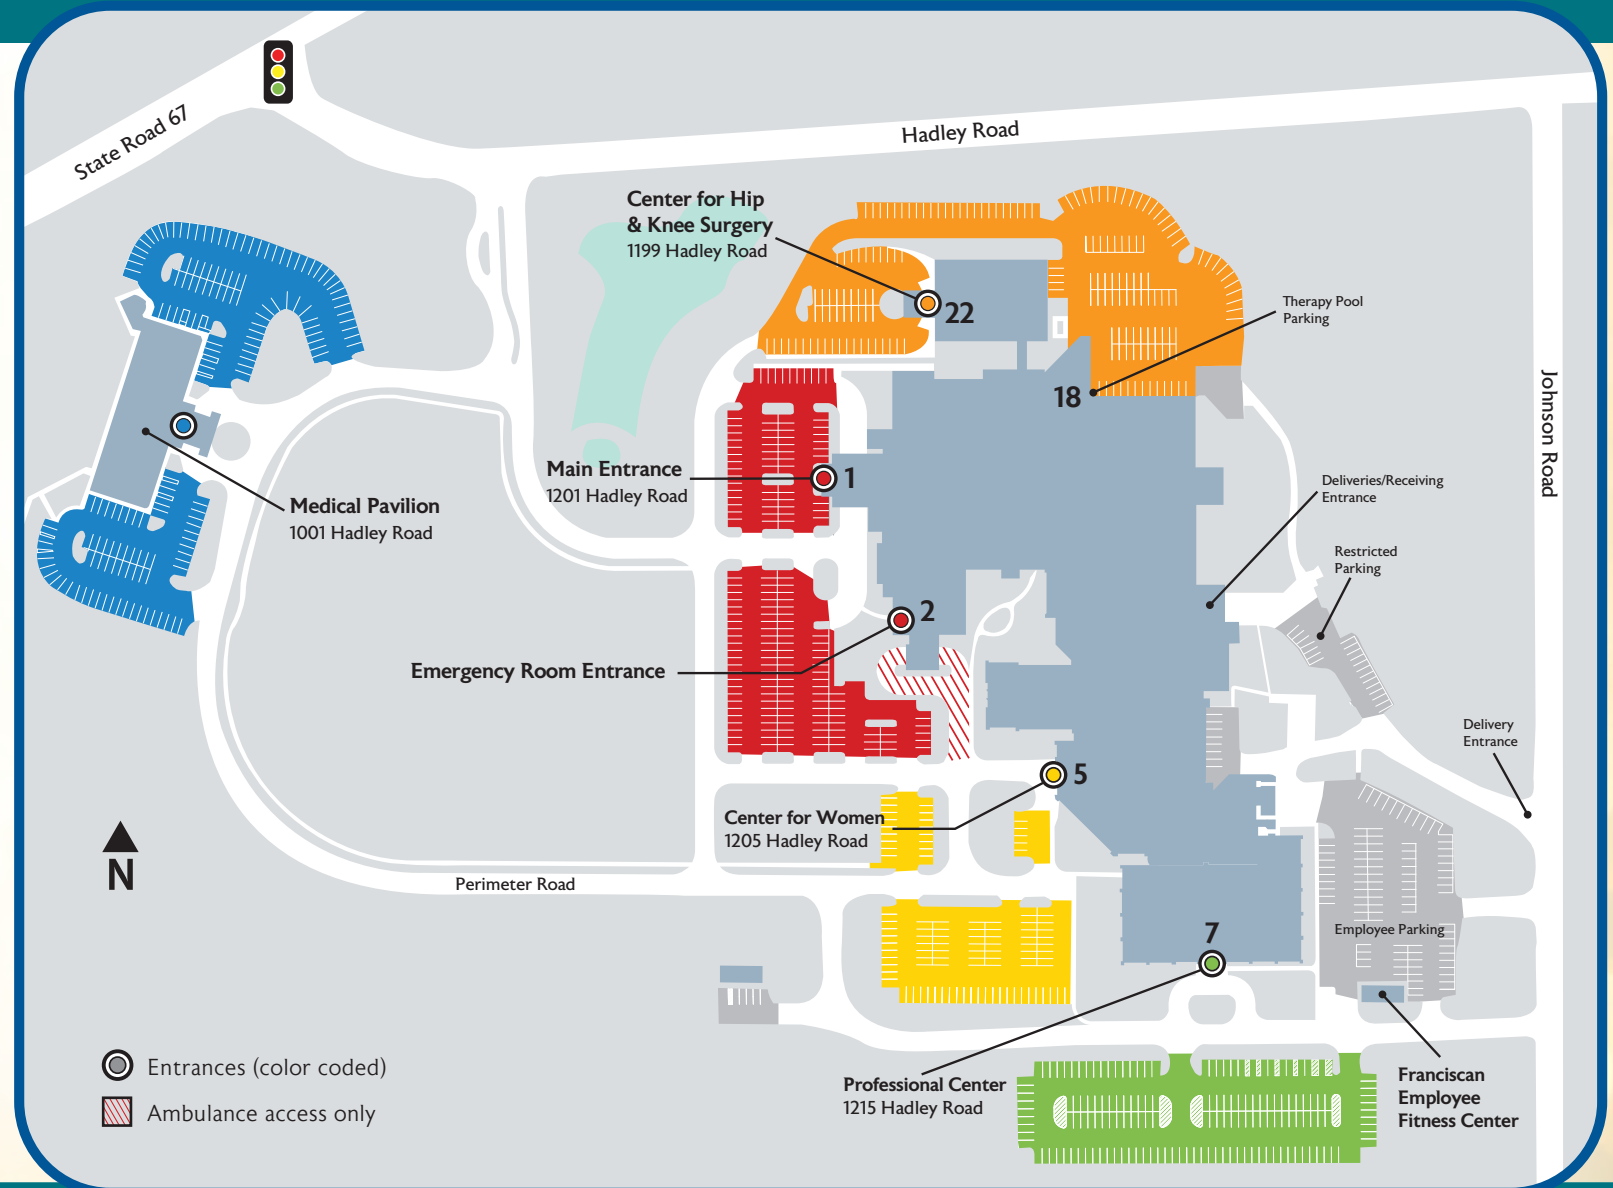 State Road 67
Hadley Road
Center for Hip
& Knee Surgery
1199 Hadley Road
22
Therapy Pool
Parking
18
Johnson Road
Main Entrance
1201 Hadley Road
1
Deliveries/Receiving
Entrance
Medical Pavilion
1001 Hadley Road
Restricted
Parking
2
Emergency Room Entrance
Delivery
Entrance
5
Center for Women
1205 Hadley Road
N
Perimeter Road
7
Employee Parking
Entrances (color coded)
Ambulance access only
Professional Center
1215 Hadley Road
Franciscan
Employee
Fitness Center